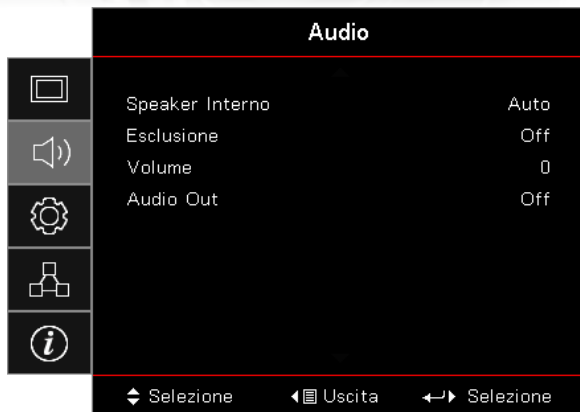 Audio
Speaker Interno Auto
Esclusione Off
Volume 0
Audio Out Off
Selezione Uscita Selezione